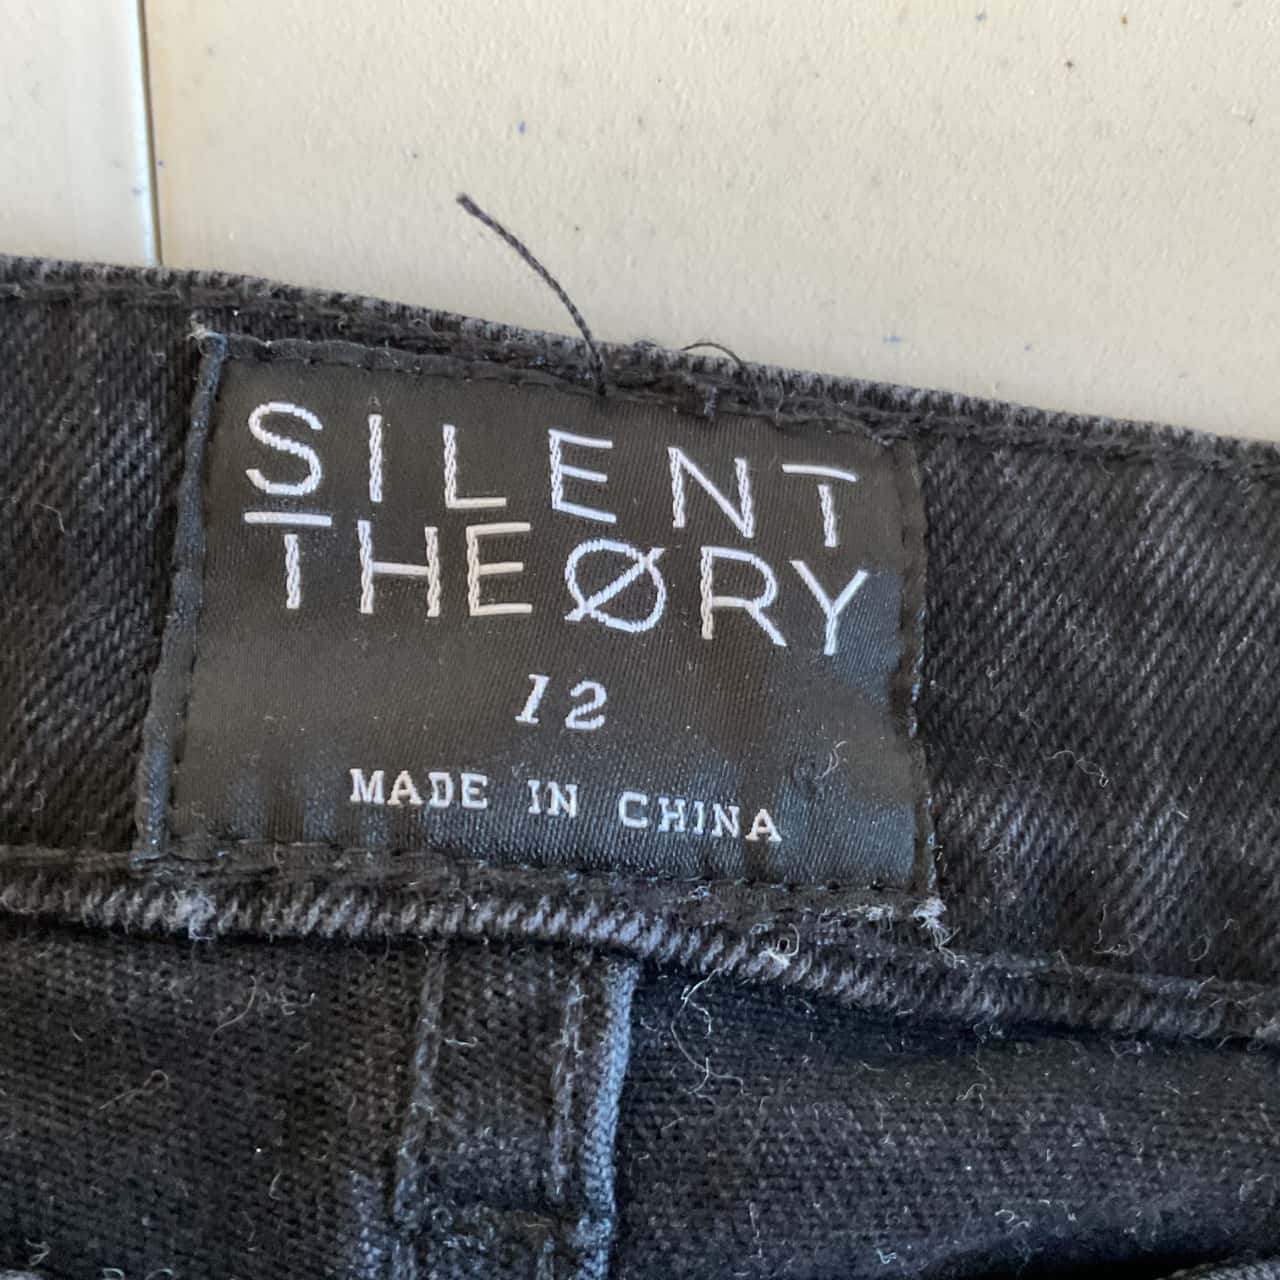 SILENT
THEØRY
12
MADE IN CHINA